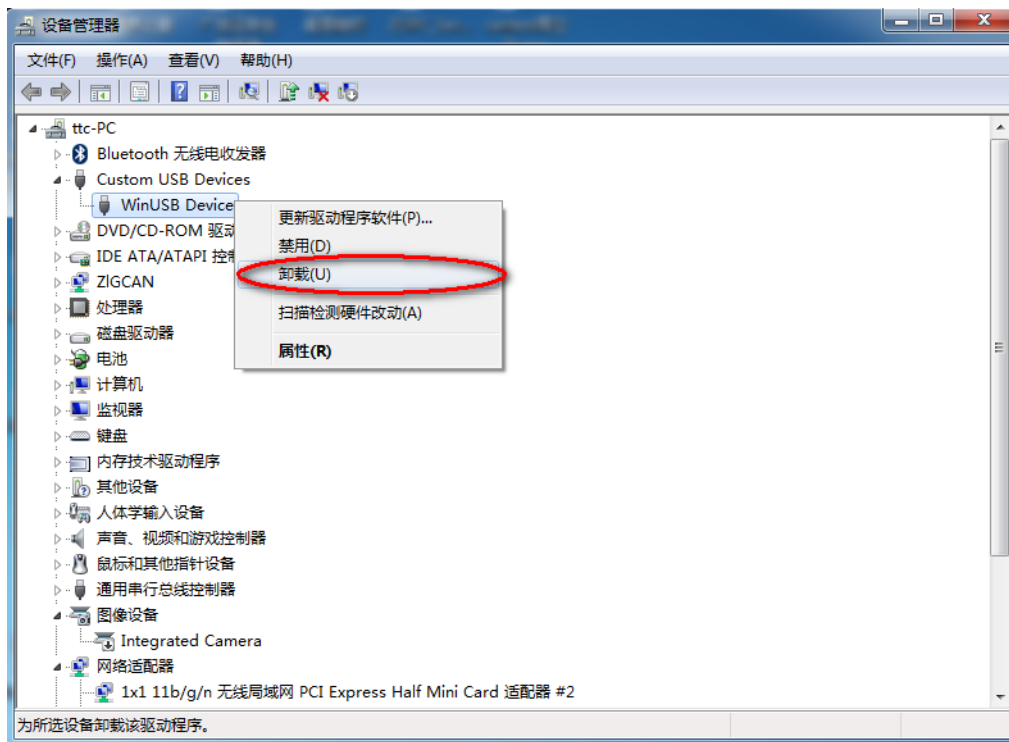 设备管理器
文件(F) 操作(A) 查看(V) 帮助(H)
ttc-PC
Bluetooth 无线电收发器
Custom USB Devices
WinUSB Device
更新驱动程序软件(P)...
DVD/CD-ROM 驱动
禁用(D)
IDE ATA/ATAPI 控制
卸载(U)
ZIGCAN
处理器
扫描检测硬件改动(A)
磁盘驱动器
属性(R)
电池
计算机
监视器
键盘
内存技术驱动程序
其他设备
人体学输入设备
声音、视频和游戏控制器
鼠标和其他指针设备
通用串行总线控制器
图像设备
Integrated Camera
网络适配器
1x1 11b/g/n 无线局域网 PCI Express Half Mini Card 适配器 #2
为所选设备卸载该驱动程序。